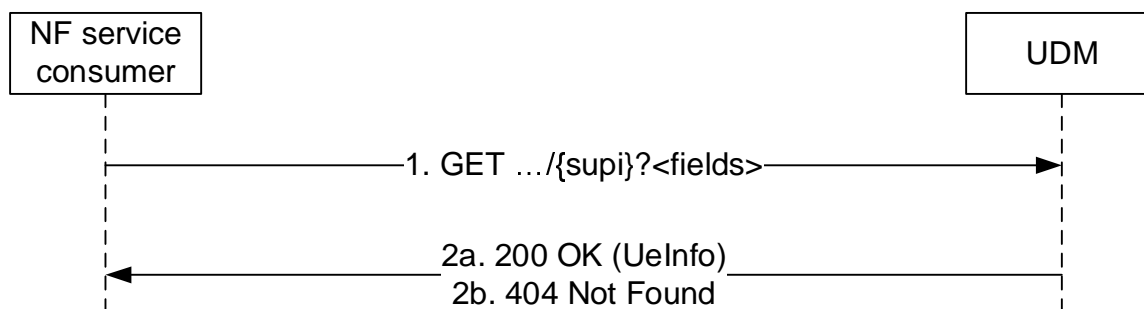 NF service
consumer
UDM
1. GET …/{supi}?<fields>
2a. 200 OK (UeInfo)
2b. 404 Not Found